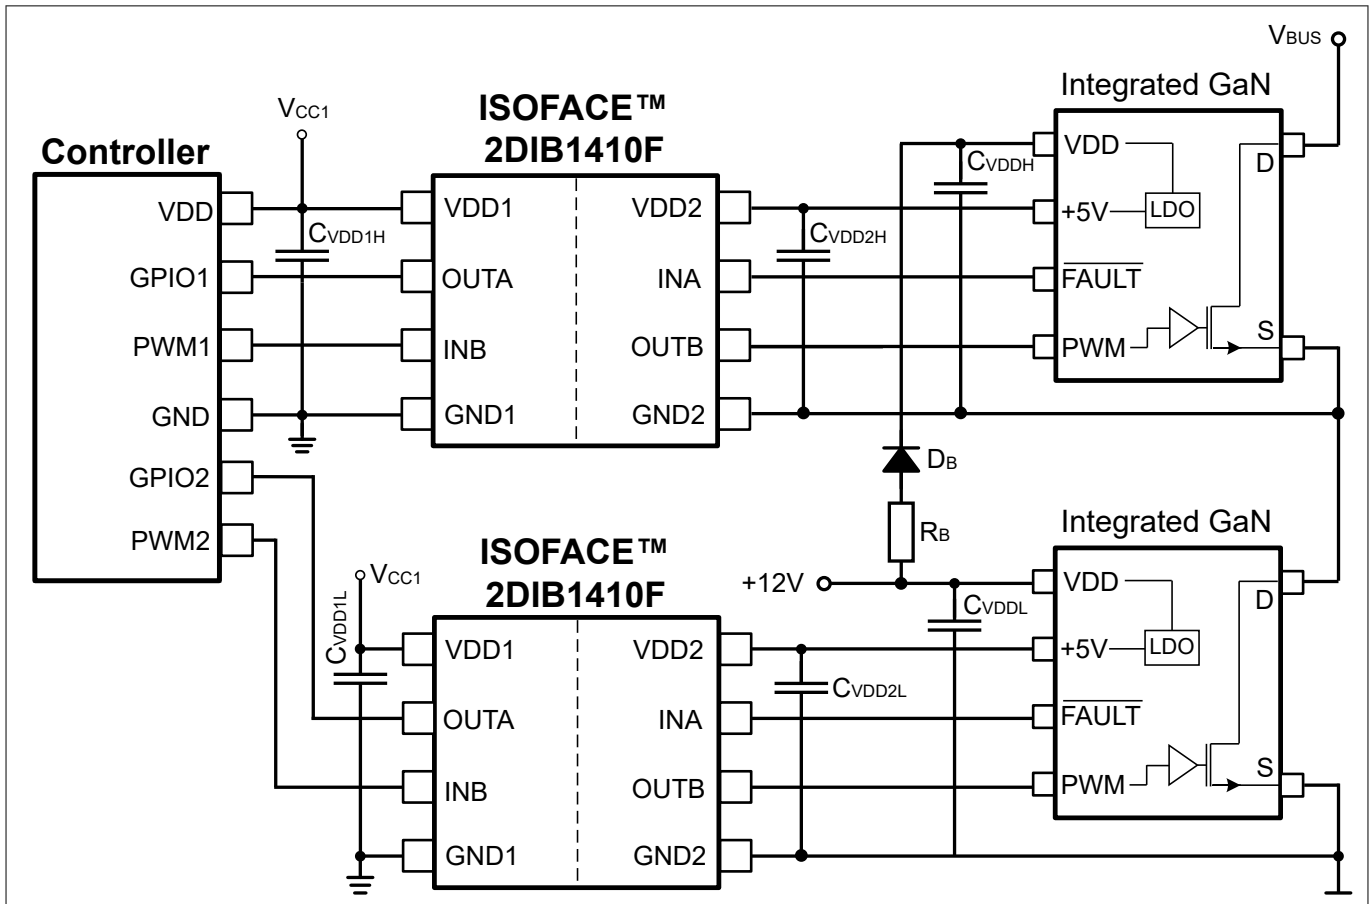 VBUS
Integrated GaN
ISOFACE™
2DIB1410F
VCC1
Controller
VDD
GPIO1
PWM1
GND
GPIO2
PWM2
CVDD1H
VDD1
OUTA
INB
GND1
VDD2
INA
OUTB
GND2
CVDD2H
CVDDH
VDD
+5V
FAULT
PWM
LDO
D
S
DB
RB
+12V
Integrated GaN
ISOFACE™
2DIB1410F
VCC1
CVDD1L
VDD1
OUTA
INB
GND1
VDD2
INA
OUTB
GND2
CVDD2L
CVDDL
VDD
+5V
FAULT
PWM
LDO
D
S